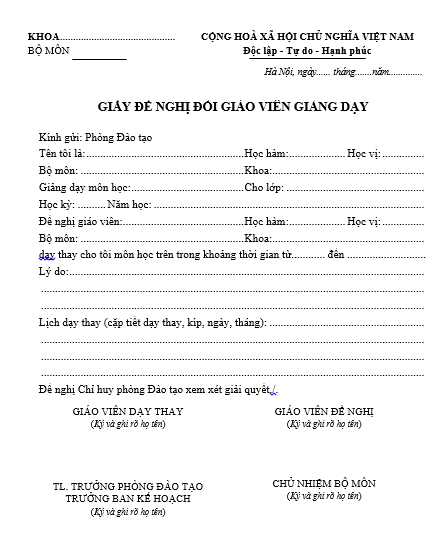 KHOA............................................ CỘNG HOÀ XÃ HỘI CHỦ NGHĨA VIỆT NAM
BỘ MÔN __________ Độc lập - Tự do - Hạnh phúc
Hà Nội, ngày...... tháng.......năm.............
GIẤY ĐỀ NGHỊ ĐỔI GIÁO VIÊN GIẢNG DẠY
Kính gửi: Phòng Đào tạo
Tên tôi là:............................................................Học hàm:..................... Học vị: ................
Bộ môn: .............................................................Khoa:..........................................................
Giảng dạy môn học:...........................................Cho lớp: .....................................................
Học kỳ: .......... Năm học: ....................................................................................................
Đề nghị giáo viên:..............................................Học hàm:..................... Học vị: ................
Bộ môn: .............................................................Khoa:..........................................................
dạy thay cho tôi môn học trên trong khoảng thời gian từ............ đến .............................
Lý do:.....................................................................................................................................
................................................................................................................................................
................................................................................................................................................
Lịch dạy thay (cặp tiết dạy thay, kíp, ngày, tháng): ..........................................................
................................................................................................................................................
................................................................................................................................................
................................................................................................................................................
Đề nghị Chỉ huy phòng Đào tạo xem xét giải quyết./.
GIÁO VIÊN DẠY THAY GIÁO VIÊN ĐỀ NGHỊ
(Ký và ghi rõ họ tên) (Ký và ghi rõ họ tên)
TL. TRƯỞNG PHÒNG ĐÀO TẠO CHỦ NHIỆM BỘ MÔN
TRƯỞNG BAN KẾ HOẠCH (Ký và ghi rõ họ tên)
(Ký và ghi rõ họ tên)